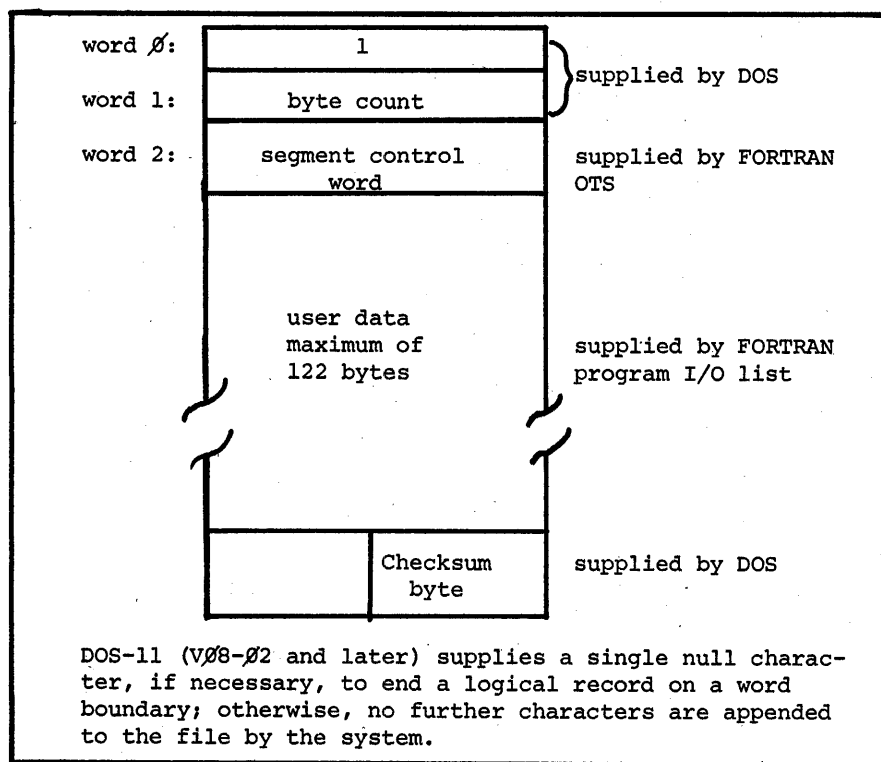 word Ø: 1
supplied by DOS
word 1: byte count
word 2: segment control word
supplied by FORTRAN OTS
user data
maximum of
122 bytes
supplied by FORTRAN
program I/O list
Checksum
byte
supplied by DOS
DOS-11 (VØ8-Ø2 and later) supplies a single null charac-
ter, if necessary, to end a logical record on a word
boundary; otherwise, no further characters are appended
to the file by the system.